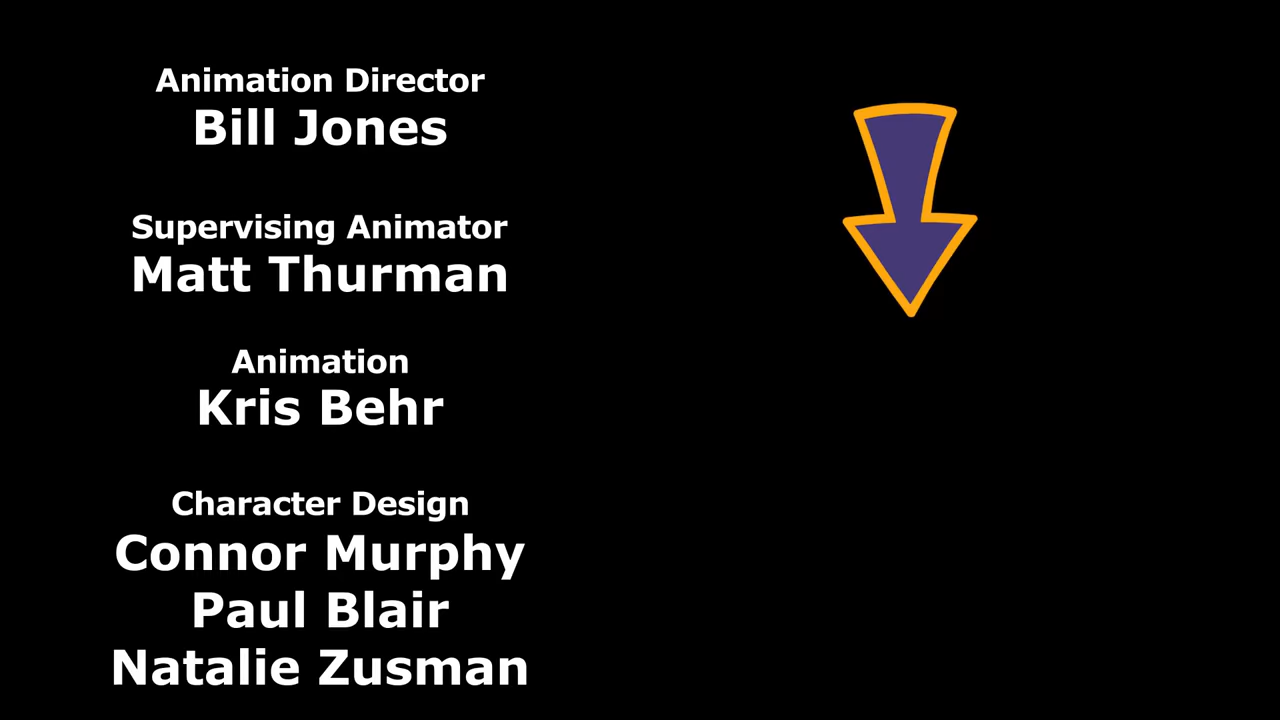 Animation Director
Bill Jones
Supervising Animator
Matt Thurman
Animation
Kris Behr
Character Design
Connor Murphy
Paul Blair
Natalie Zusman